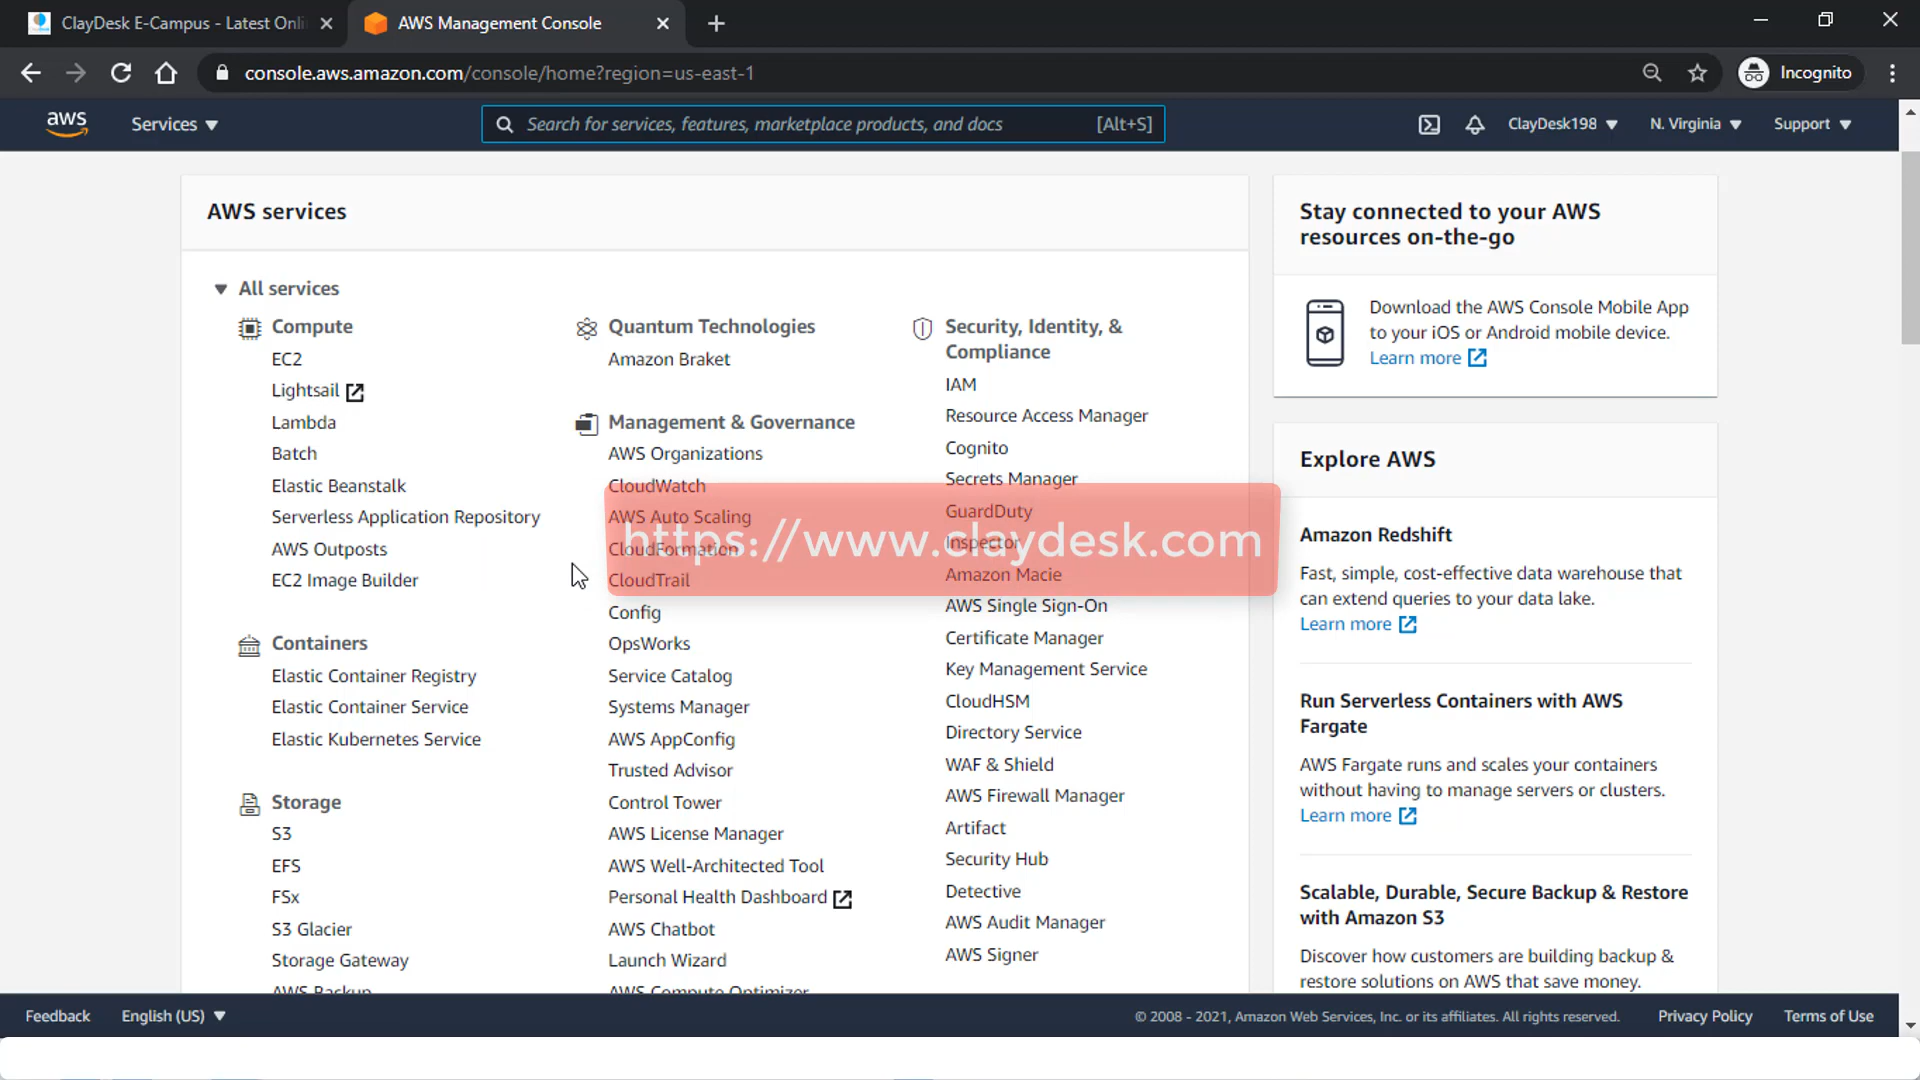 ClayDesk E-Campus - Latest Onli
AWS Management Console
console.aws.amazon.com/console/home?region=us-east-1
Incognito
aws
Services
Search for services, features, marketplace products, and docs
[Alt+S]
ClayDesk198
N. Virginia
Support
AWS services
All services
Compute
EC2
Lightsail
Lambda
Batch
Elastic Beanstalk
Serverless Application Repository
AWS Outposts
EC2 Image Builder
Containers
Elastic Container Registry
Elastic Container Service
Elastic Kubernetes Service
Storage
S3
EFS
FSx
S3 Glacier
Storage Gateway
AWS Backup
Quantum Technologies
Amazon Braket
Management & Governance
AWS Organizations
CloudWatch
AWS Auto Scaling
CloudFormation
CloudTrail
Config
OpsWorks
Service Catalog
Systems Manager
AWS AppConfig
Trusted Advisor
Control Tower
AWS License Manager
AWS Well-Architected Tool
Personal Health Dashboard
AWS Chatbot
Launch Wizard
AWS Compute Optimizer
Security, Identity, &
Compliance
IAM
Resource Access Manager
Cognito
Secrets Manager
GuardDuty
Inspector
Amazon Macie
AWS Single Sign-On
Certificate Manager
Key Management Service
CloudHSM
Directory Service
WAF & Shield
AWS Firewall Manager
Artifact
Security Hub
Detective
AWS Audit Manager
AWS Signer
https://www.claydesk.com
Stay connected to your AWS
resources on-the-go
Download the AWS Console Mobile App
to your iOS or Android mobile device.
Learn more
Explore AWS
Amazon Redshift
Fast, simple, cost-effective data warehouse that
can extend queries to your data lake.
Learn more
Run Serverless Containers with AWS
Fargate
AWS Fargate runs and scales your containers
without having to manage servers or clusters.
Learn more
Scalable, Durable, Secure Backup & Restore
with Amazon S3
Discover how customers are building backup &
restore solutions on AWS that save money.
Feedback
English (US)
© 2008 - 2021, Amazon Web Services, Inc. or its affiliates. All rights reserved.
Privacy Policy
Terms of Use